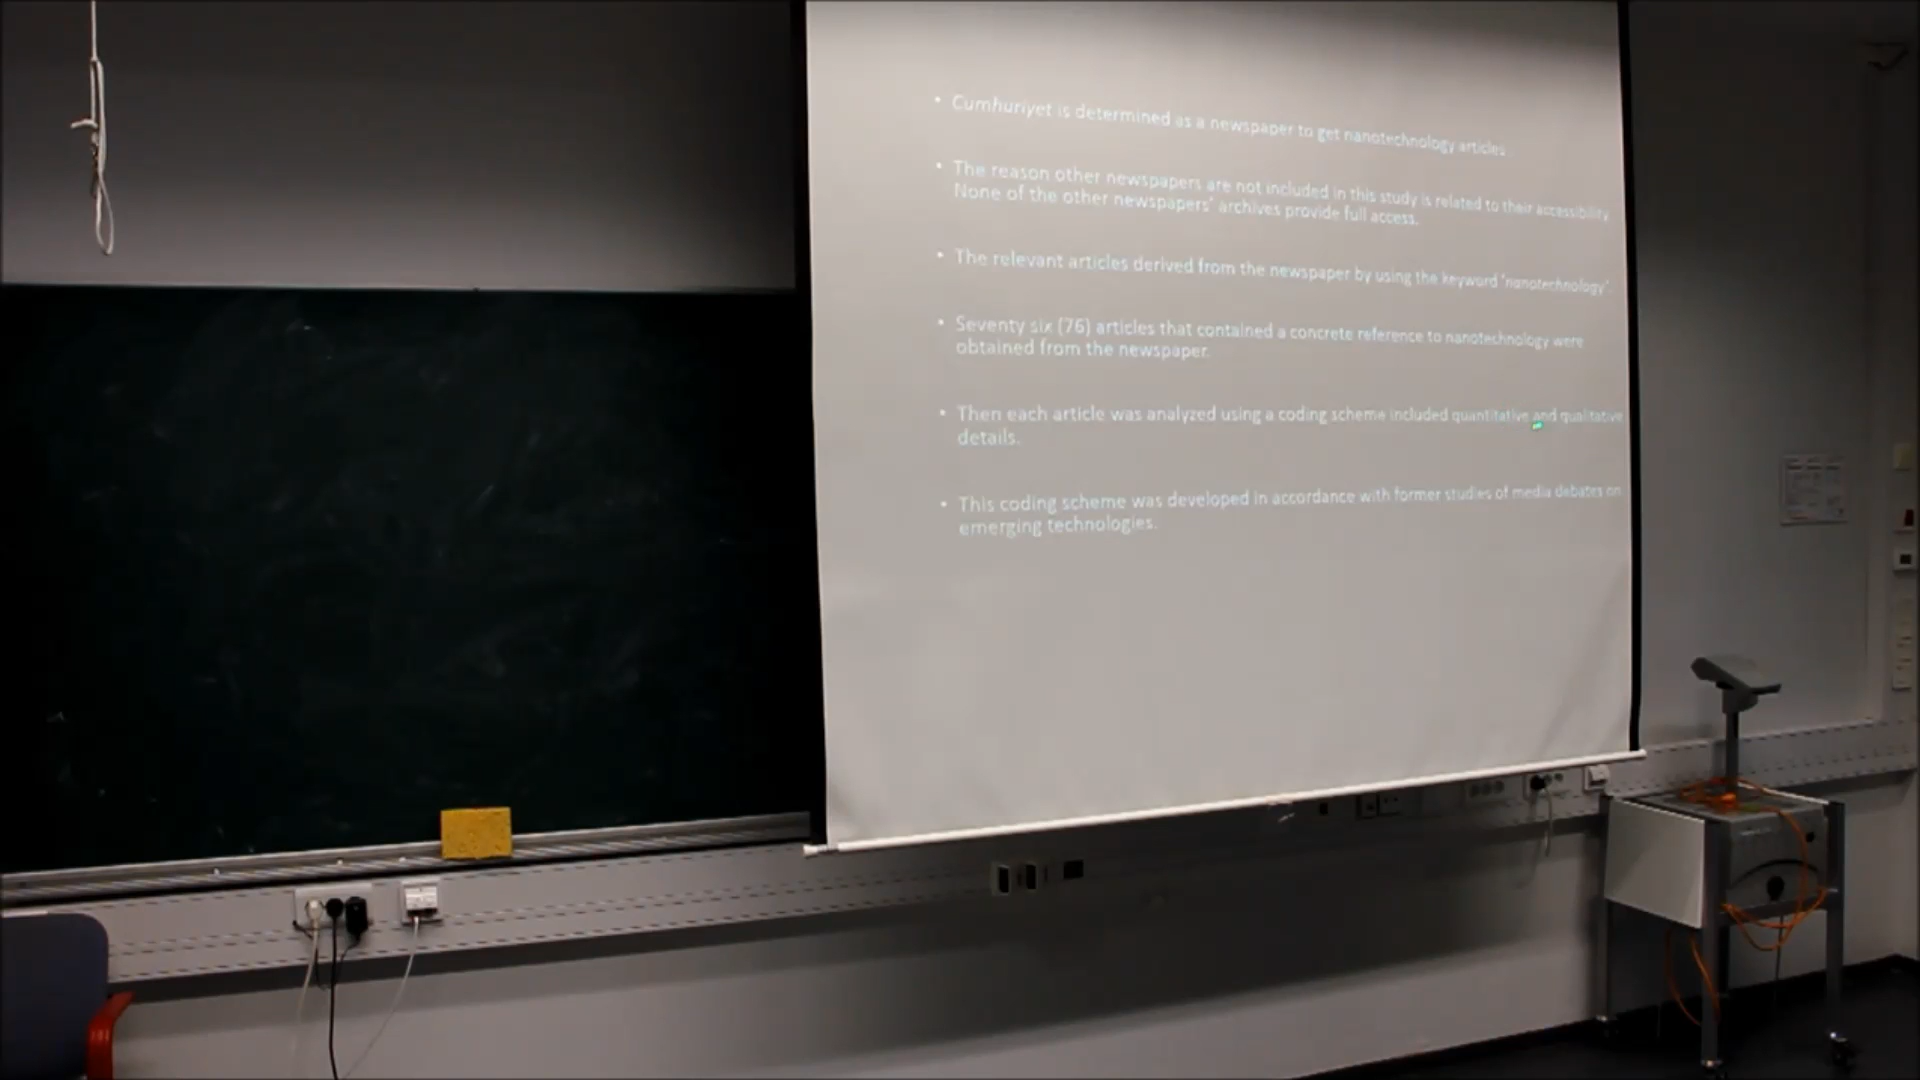 • Cumhuriyet is determined as a newspaper to get nanotechnology articles.
• The reason other newspapers are not included in this study is related to their accessibility.
None of the other newspapers' archives provide full access.
• The relevant articles derived from the newspaper by using the keyword 'nanotechnology'.
• Seventy six (76) articles that contained a concrete reference to nanotechnology were
obtained from the newspaper.
• Then each article was analyzed using a coding scheme included quantitative and qualitative
details.
• This coding scheme was developed in accordance with former studies of media debates on
emerging technologies.